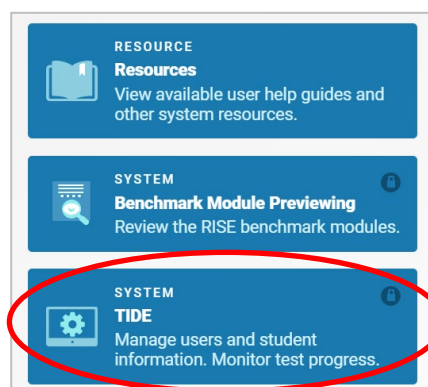 RESOURCE
Resources
View available user help guides and
other system resources.
SYSTEM
Benchmark Module Previewing
Review the RISE benchmark modules.
SYSTEM
TIDE
Manage users and student
information. Monitor test progress.